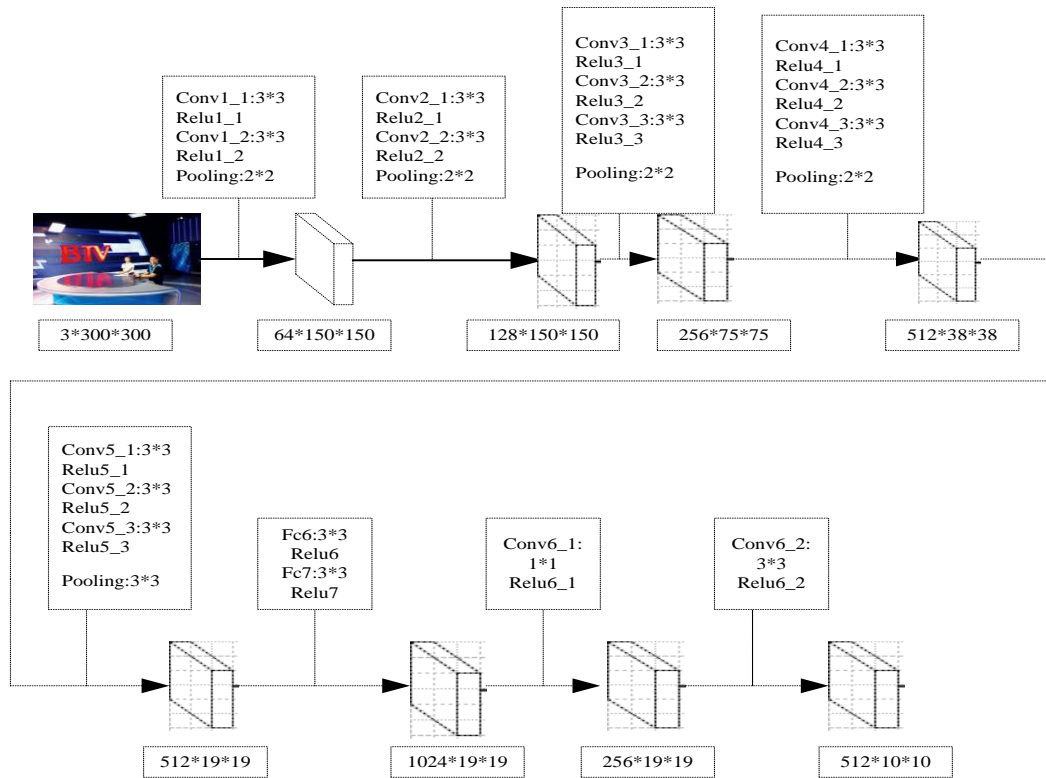 Conv1_1:3*3
Relu1_1
Conv1_2:3*3
Relu1_2
Pooling:2*2
Conv2_1:3*3
Relu2_1
Conv2_2:3*3
Relu2_2
Pooling:2*2
Conv3_1:3*3
Relu3_1
Conv3_2:3*3
Relu3_2
Conv3_3:3*3
Relu3_3
Pooling:2*2
Conv4_1:3*3
Relu4_1
Conv4_2:3*3
Relu4_2
Conv4_3:3*3
Relu4_3
Pooling:2*2
BTV
3*300*300
64*150*150
128*150*150
256*75*75
512*38*38
Conv5_1:3*3
Relu5_1
Conv5_2:3*3
Relu5_2
Conv5_3:3*3
Relu5_3
Pooling:3*3
Fc6:3*3
Relu6
Fc7:3*3
Relu7
Conv6_1:
1*1
Relu6_1
Conv6_2:
3*3
Relu6_2
512*19*19
1024*19*19
256*19*19
512*10*10